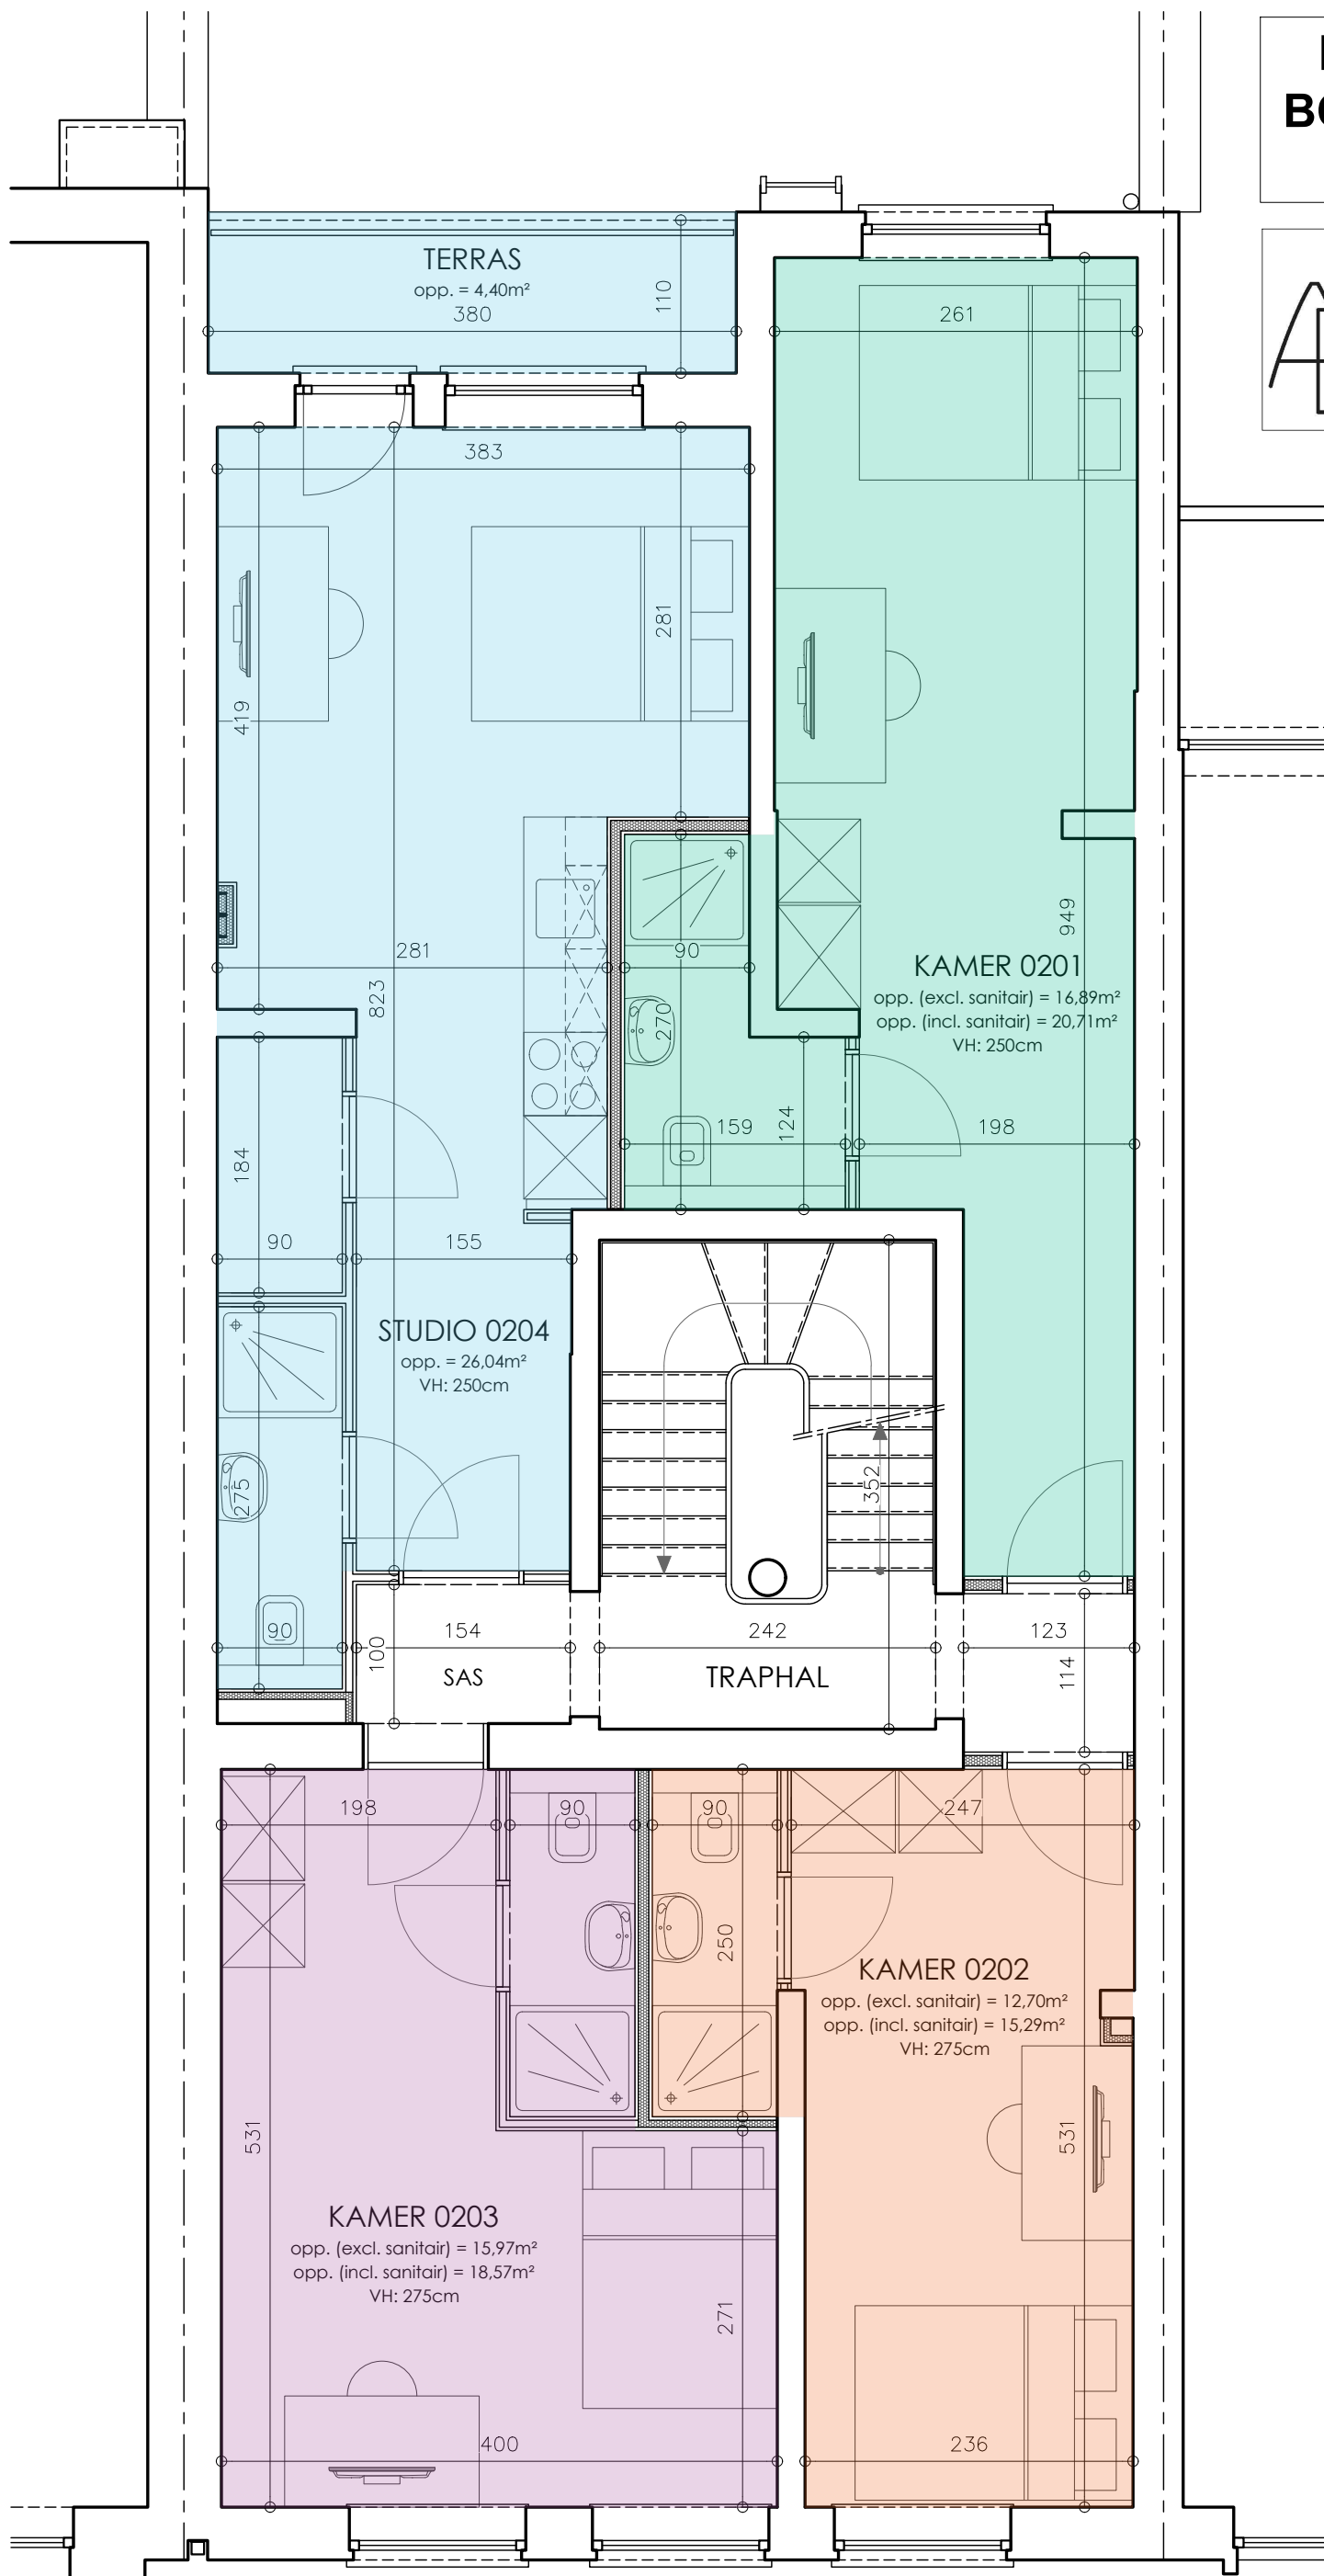 BO
TERRAS
opp. = 4,40m²
380
110
261
383
281
419
949
281
823
90
270
KAMER 0201
opp. (excl. sanitair) = 16,89m²
opp. (incl. sanitair) = 20,71m²
VH: 250cm
159
124
198
184
90
155
STUDIO 0204
opp. = 26,04m²
VH: 250cm
275
352
90
100
154
SAS
242
TRAPHAL
123
114
198
90
90
247
250
KAMER 0202
opp. (excl. sanitair) = 12,70m²
opp. (incl. sanitair) = 15,29m²
VH: 275cm
531
531
KAMER 0203
opp. (excl. sanitair) = 15,97m²
opp. (incl. sanitair) = 18,57m²
VH: 275cm
271
400
236